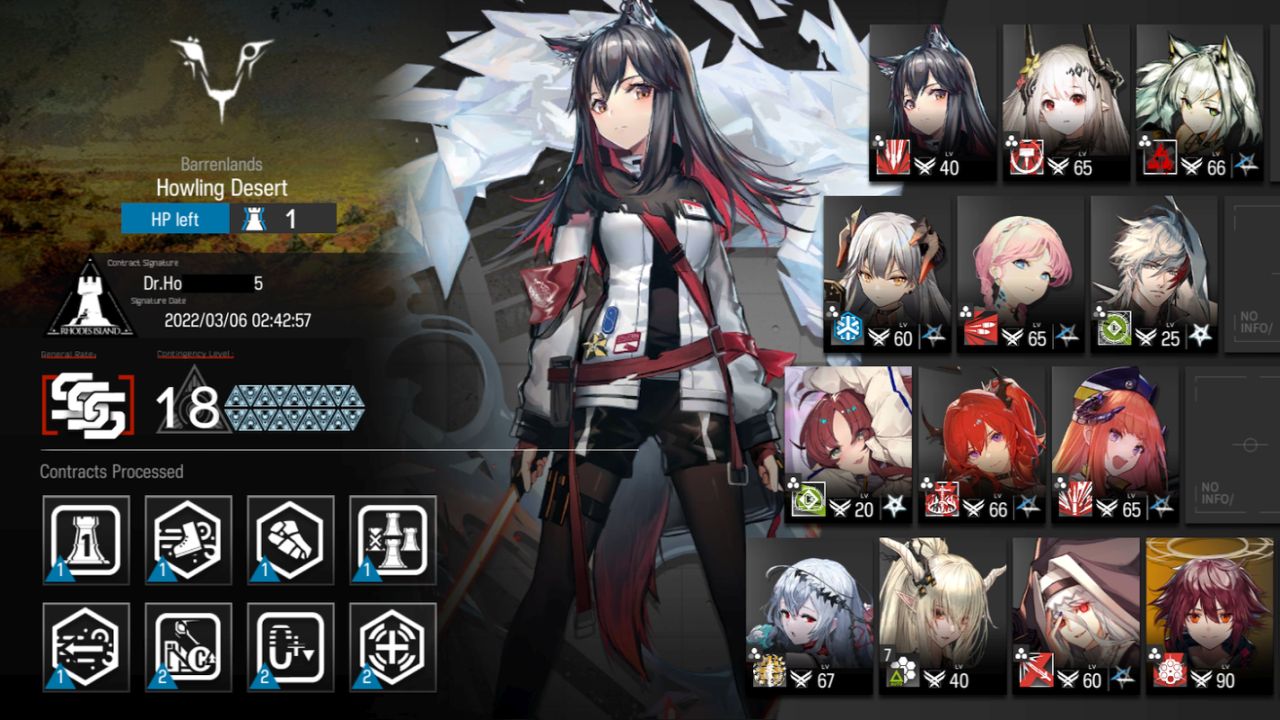 Barrenlands
Howling Desert
HP left 1
Contract Signature
Dr.Ho 5
Signature Date
RHODES ISLAND
2022/03/06 02:42:57
General Rate:
Contingency Level:
18
Contracts Processed
1 1 1 1
1 2 2 2
LV 40
LV 65
LV 66
LV 60
LV 65
LV 25
NO INFO/
LV 20
LV 66
LV 65
NO INFO/
LV 67
7 LV 40
LV 60
LV 90